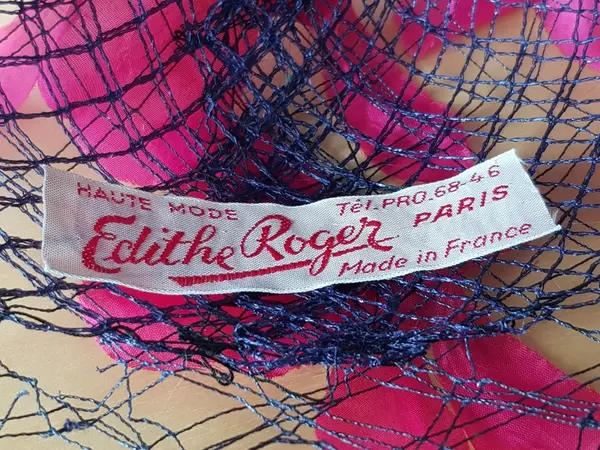 HAUTE MODE
Tél. PRO. 68-46
Edithe Roger
PARIS
Made in France